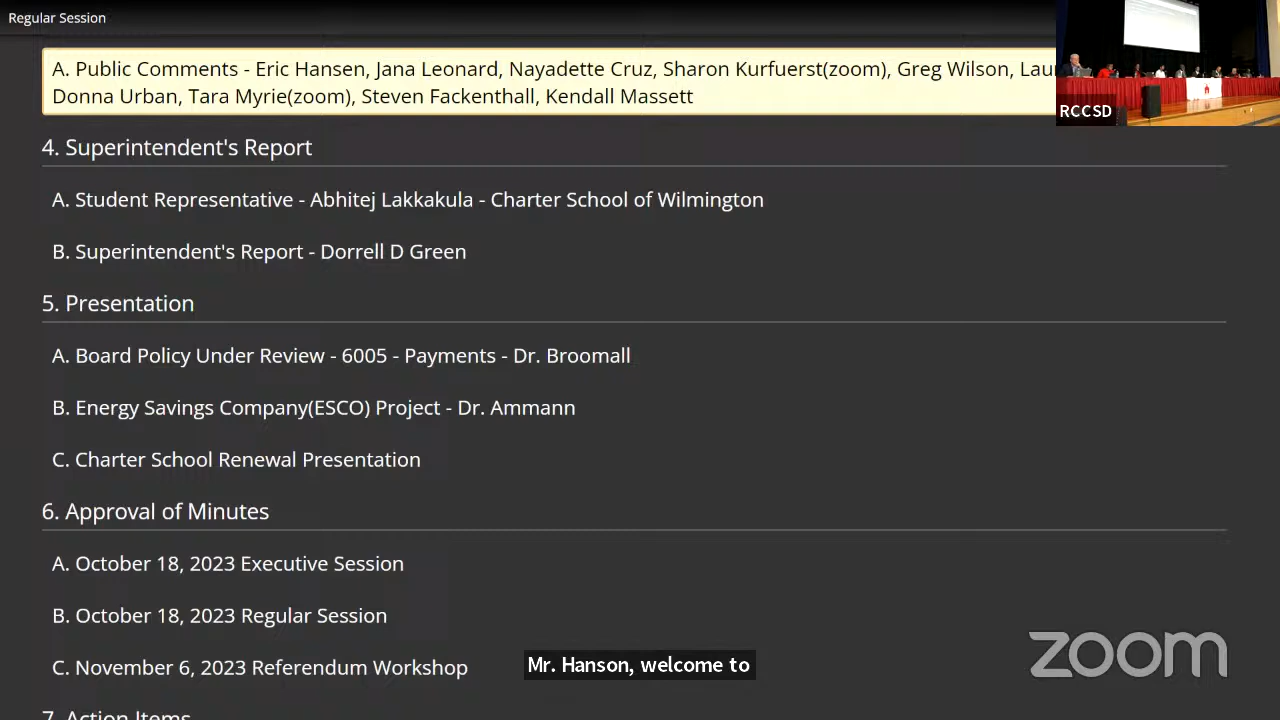 Regular Session
A. Public Comments - Eric Hansen, Jana Leonard, Nayadette Cruz, Sharon Kurfuerst(zoom), Greg Wilson,
Donna Urban, Tara Myrie(zoom), Steven Fackenthall, Kendall Massett
RCCSD
4. Superintendent's Report
A. Student Representative - Abhitej Lakkakula - Charter School of Wilmington
B. Superintendent's Report - Dorrell D Green
5. Presentation
A. Board Policy Under Review - 6005 - Payments - Dr. Broomall
B. Energy Savings Company(ESCO) Project - Dr. Ammann
C. Charter School Renewal Presentation
6. Approval of Minutes
A. October 18, 2023 Executive Session
B. October 18, 2023 Regular Session
C. November 6, 2023 Referendum Workshop
Mr. Hanson, welcome to
zoom
7. Action Items